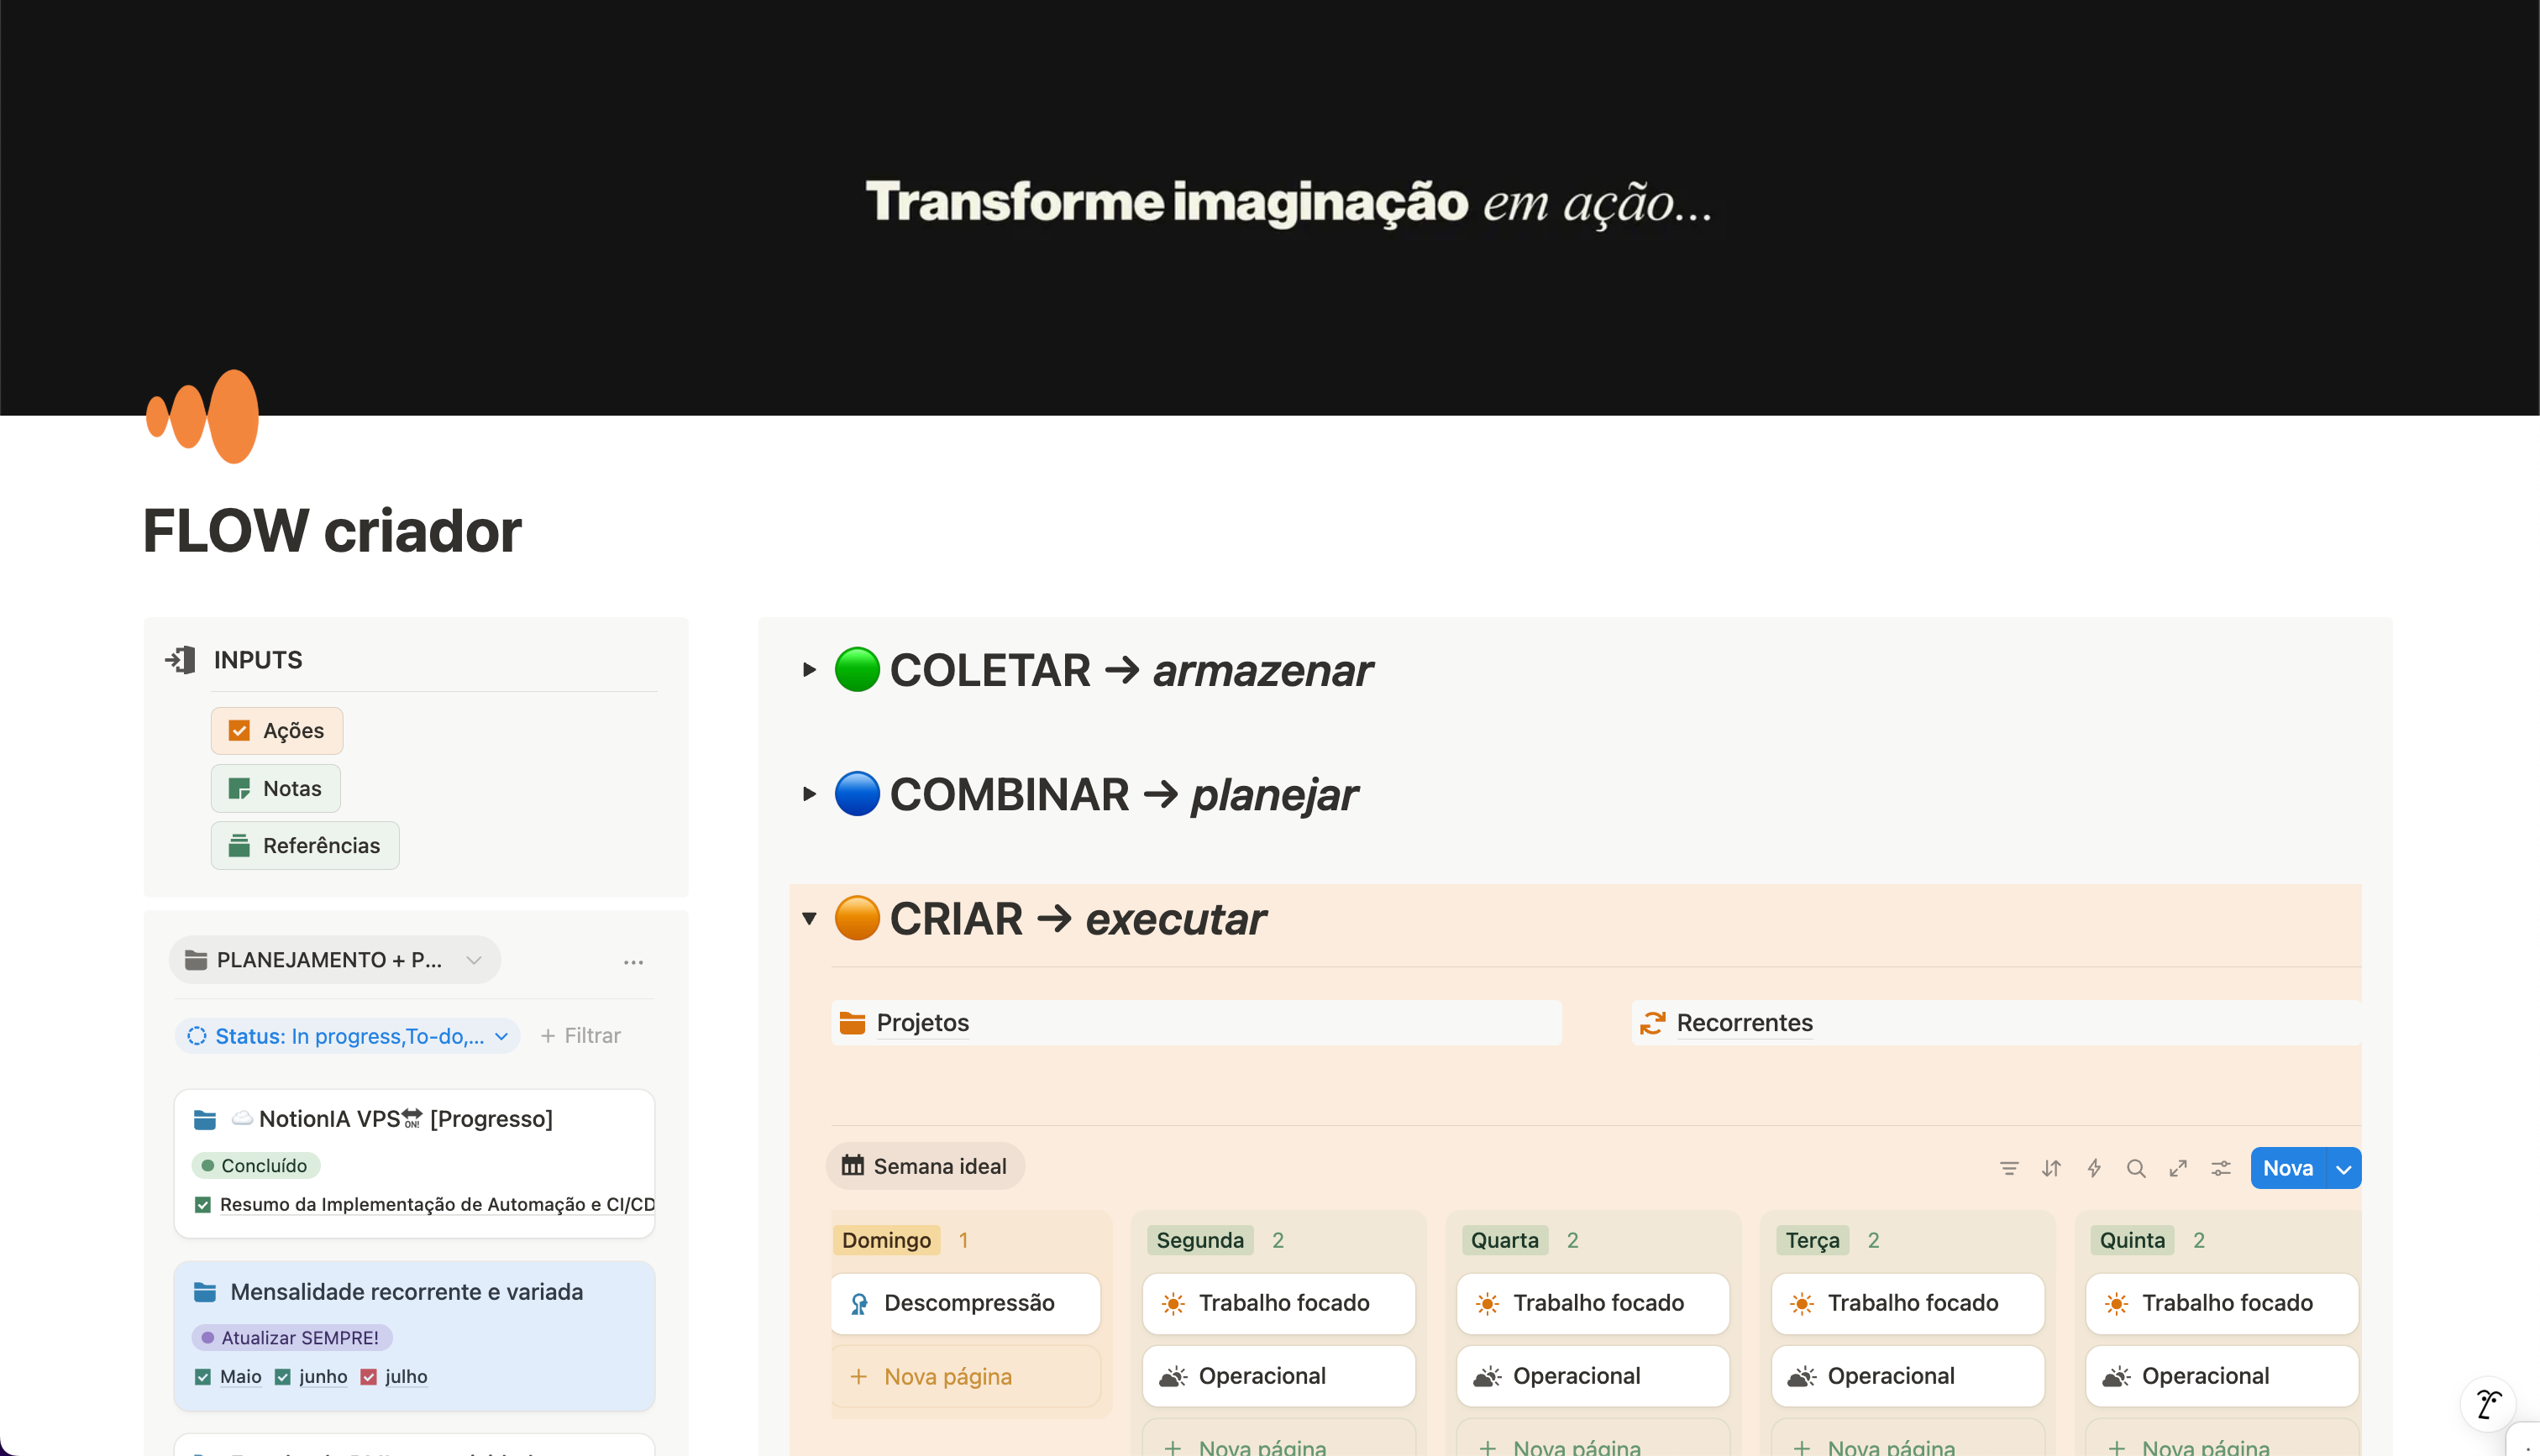 Transforme imaginação em ação...
FLOW criador
INPUTS
Ações
Notas
Referências
PLANEJAMENTO + P...
Status: In progress,To-do,...
+ Filtrar
NotionIA VPS ON! [Progresso]
Concluído
Resumo da Implementação de Automação e CI/CD
Mensalidade recorrente e variada
Atualizar SEMPRE!
Maio junho julho
COLETAR → armazenar
COMBINAR → planejar
CRIAR → executar
Projetos
Recorrentes
Semana ideal
Nova
Domingo 1
Descompressão
+ Nova página
Segunda 2
Trabalho focado
Operacional
+ Nova página
Quarta 2
Trabalho focado
Operacional
+ Nova página
Terça 2
Trabalho focado
Operacional
+ Nova página
Quinta 2
Trabalho focado
Operacional
+ Nova página